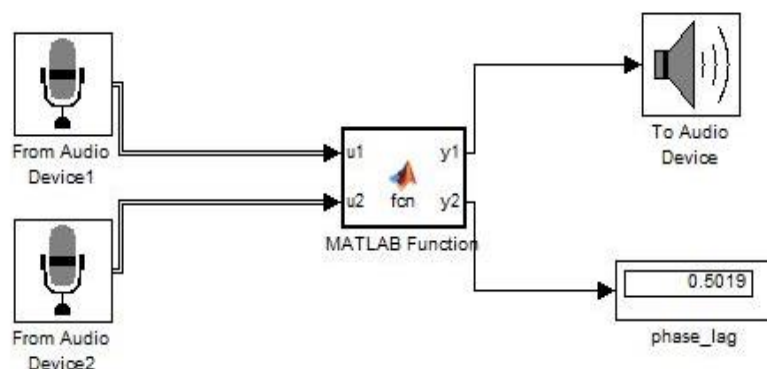 From Audio
Device1
From Audio
Device2
u1
u2
fcn
y1
y2
MATLAB Function
To Audio
Device
0.5019
phase_lag